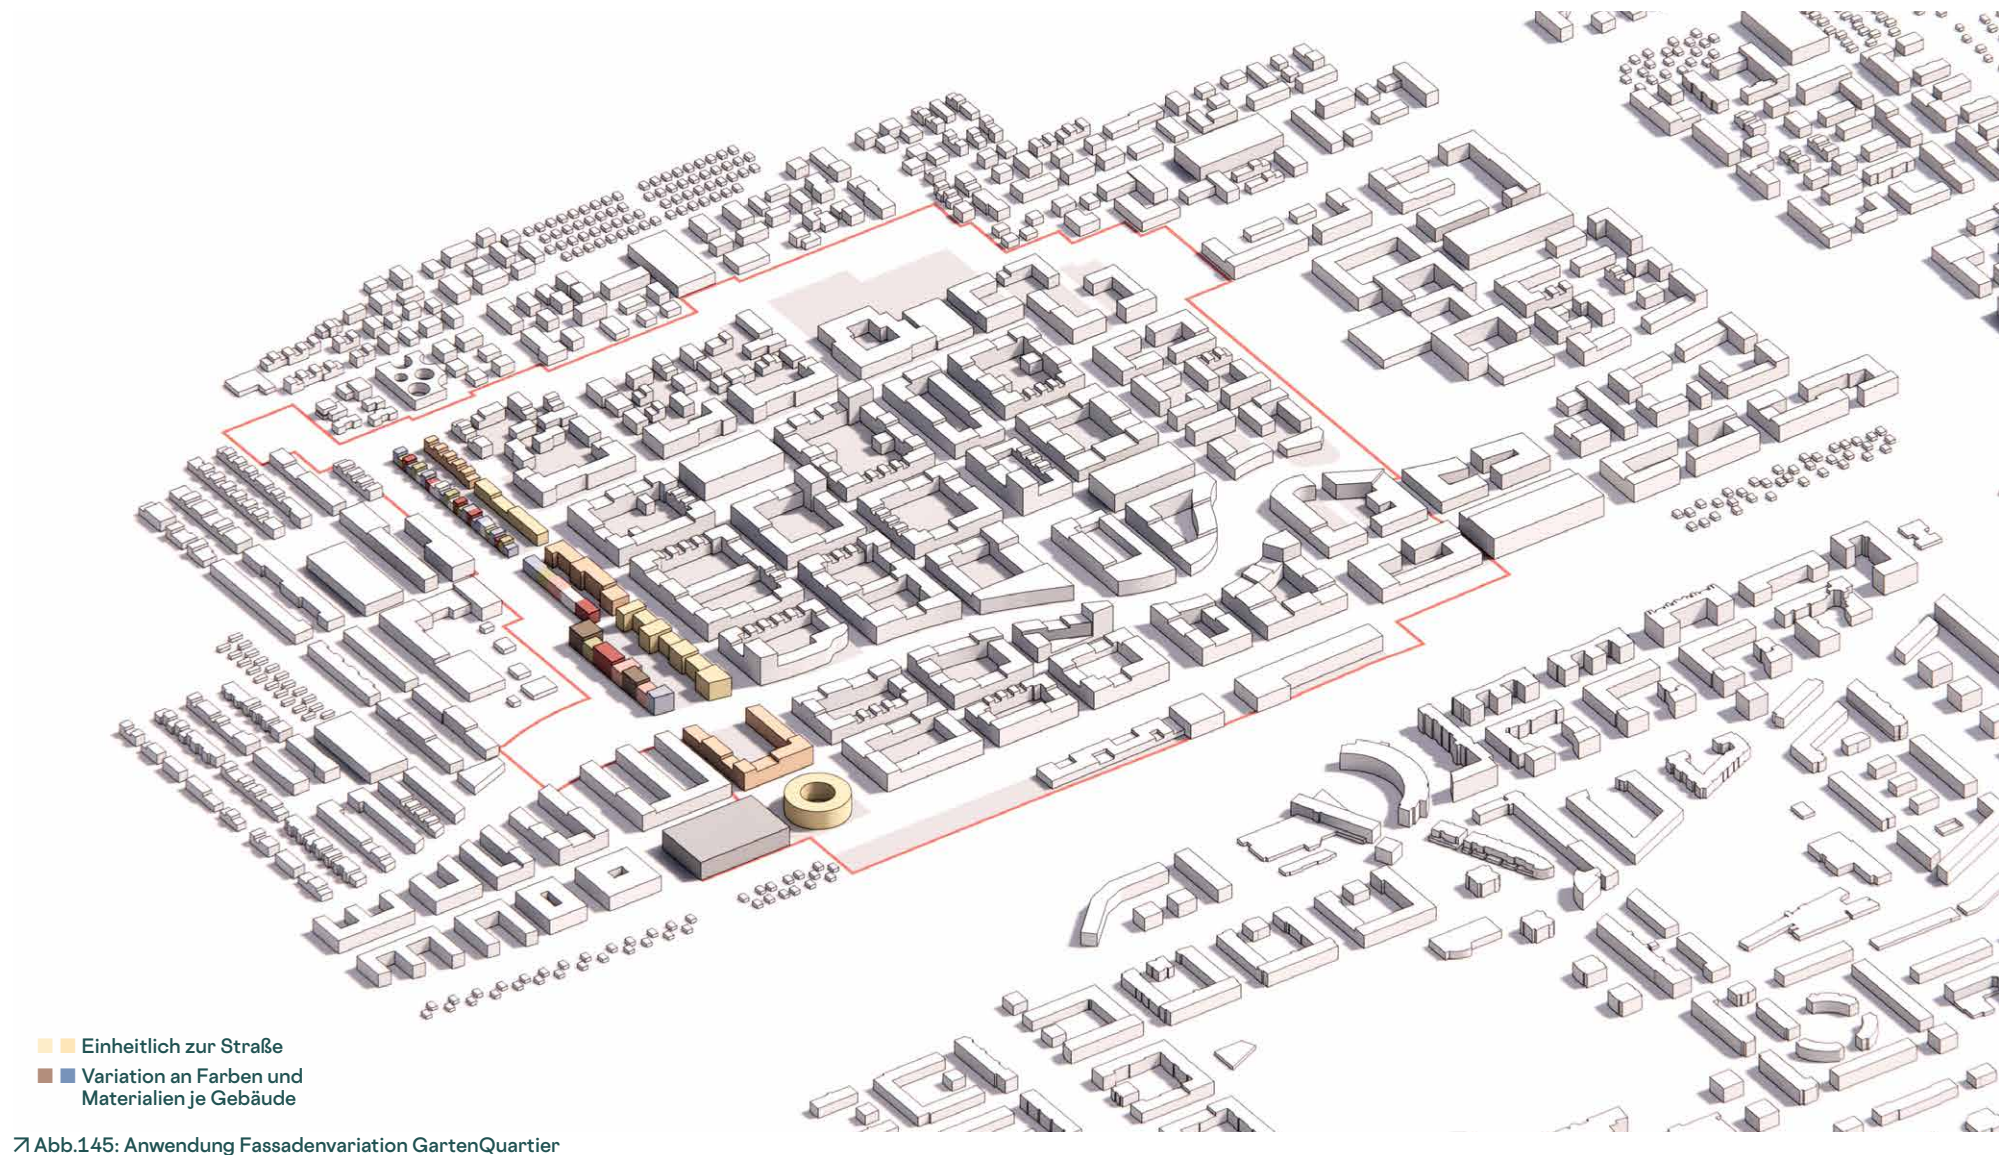 Einheitlich zur Straße
Variation an Farben und
Materialien je Gebäude
Abb.145: Anwendung Fassadenvariation GartenQuartier